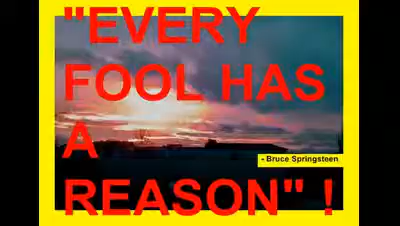 "EVERY
FOOL HAS
A
- Bruce Springsteen
REASON" !